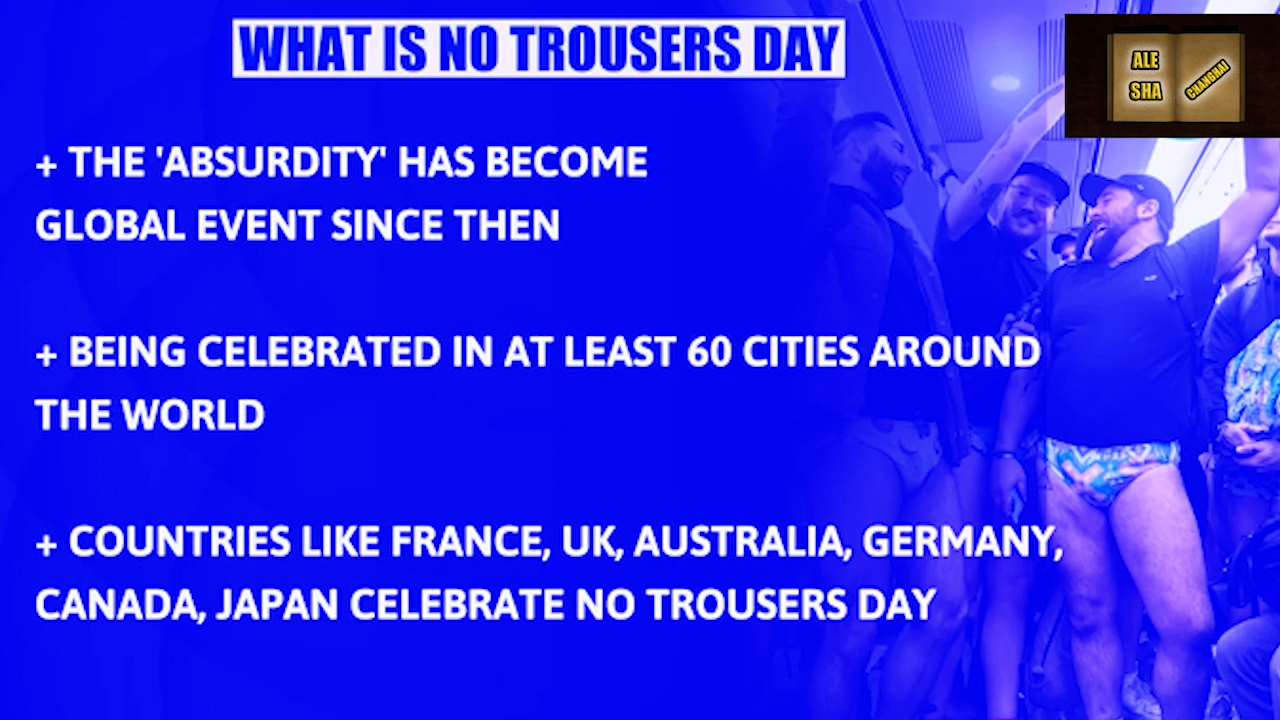 WHAT IS NO TROUSERS DAY
ALE
SHA
CHANGHAI
+ THE 'ABSURDITY' HAS BECOME
GLOBAL EVENT SINCE THEN
+ BEING CELEBRATED IN AT LEAST 60 CITIES AROUND
THE WORLD
+ COUNTRIES LIKE FRANCE, UK, AUSTRALIA, GERMANY,
CANADA, JAPAN CELEBRATE NO TROUSERS DAY